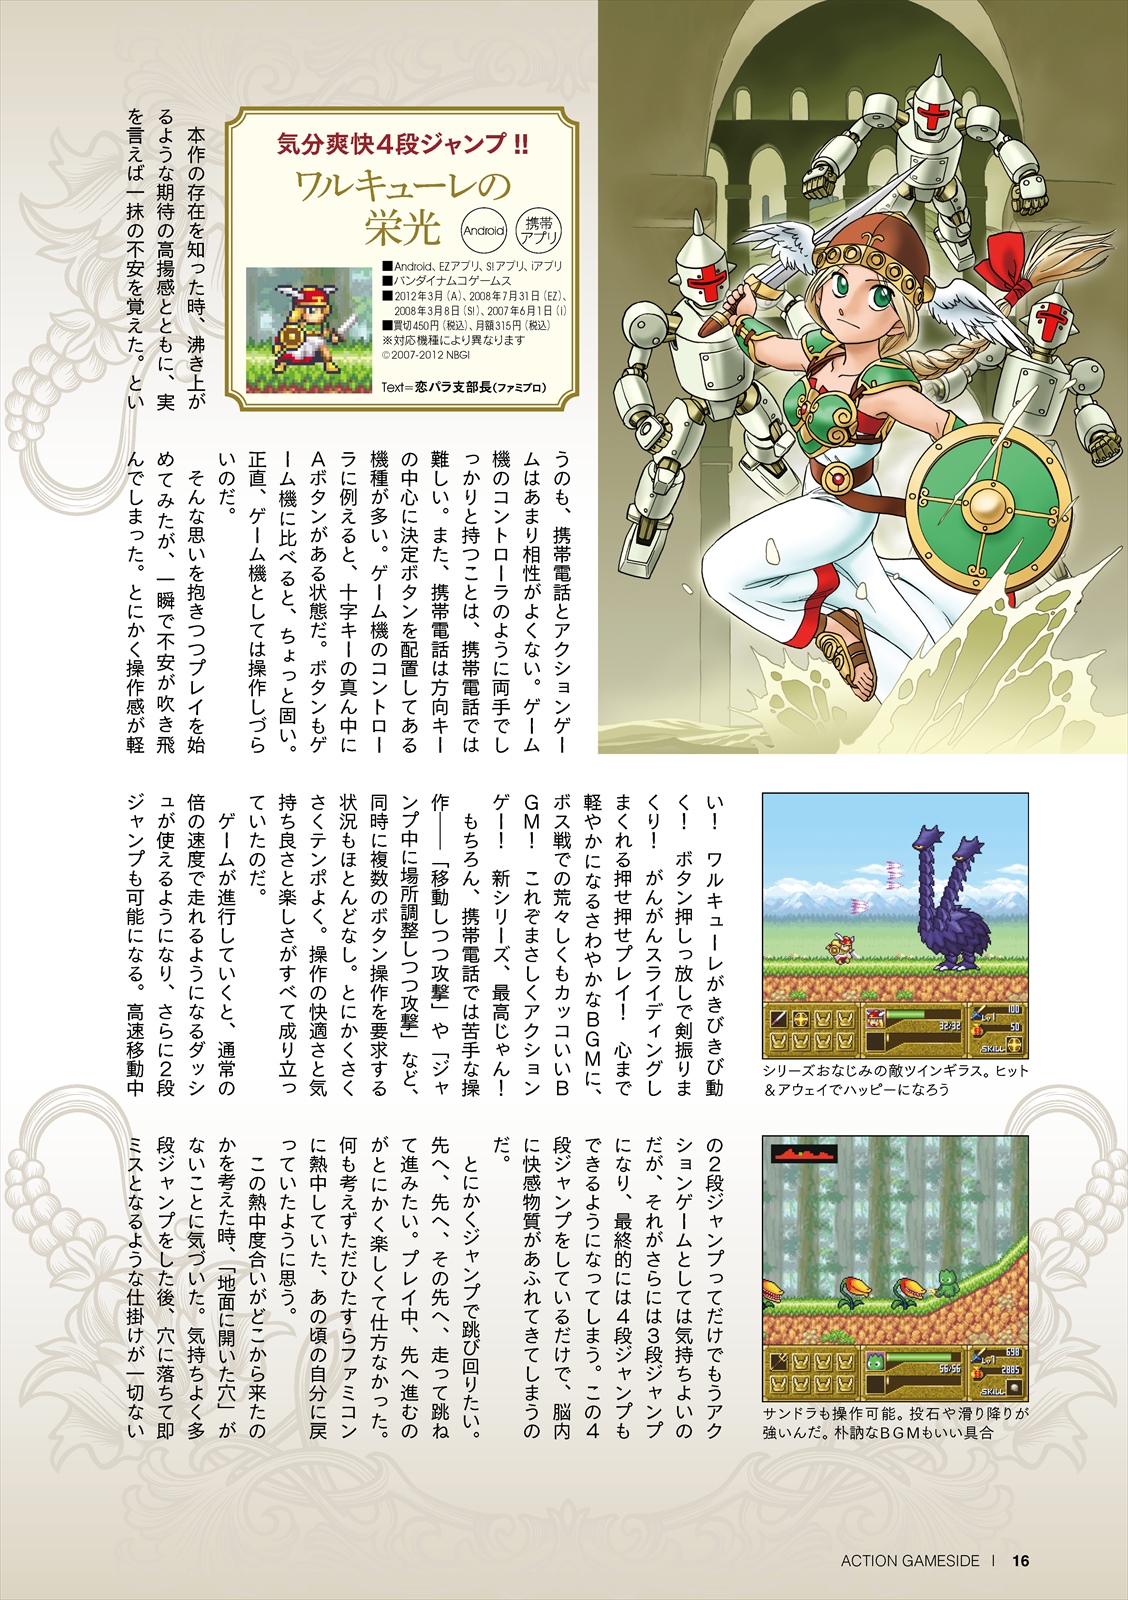 気分爽快4段ジャンプ!!
ワルキューレの
栄光
Android
携帯
アプリ
■Android、EZアプリ、S!アプリ、iアプリ
■バンダイナムコゲームス
■2012年3月(A)、2008年7月31日(EZ)、
2008年3月8日(S!)、2007年6月1日(I)
■買切450円(税込)、月額315円(税込)
※対応機種により異なります
©2007-2012 NBGI
Text=恋パラ支部長(ファミプロ)
本作の存在を知った時、沸き上が
るような期待の高揚感とともに、実
を言えば一抹の不安を覚えた。とい
うのも、携帯電話とアクションゲー
ムはあまり相性がよくない。ゲーム
機のコントローラのように両手でし
っかりと持つことは、携帯電話では
難しい。また、携帯電話は方向キー
の中心に決定ボタンを配置してある
機種が多い。ゲーム機のコントロー
ラに例えると、十字キーの真ん中に
Aボタンがある状態だ。ボタンもゲ
ーム機に比べると、ちょっと固い。
正直、ゲーム機としては操作しづら
いのだ。
そんな思いを抱きつつプレイを始
めてみたが、一瞬で不安が吹き飛
んでしまった。とにかく操作感が軽
い！　ワルキューレがきびきび動
く！　ボタン押しっ放しで剣振りま
くり！　がんがんスライディングし
まくれる押せ押せプレイ！　心まで
軽やかになるさわやかなBGMに、
ボス戦での荒々しくもカッコいいB
GM！　これぞまさしくアクション
ゲー！　新シリーズ、最高じゃん！
もちろん、携帯電話では苦手な操
作――「移動しつつ攻撃」や「ジャ
ンプ中に場所調整しつつ攻撃」など、
同時に複数のボタン操作を要求する
状況もほとんどなし。とにかくさく
さくテンポよく。操作の快適さと気
持ち良さと楽しさがすべて成り立っ
ていたのだ。
ゲームが進行していくと、通常の
倍の速度で走れるようになるダッシ
ュが使えるようになり、さらに2段
ジャンプも可能になる。高速移動中
の2段ジャンプってだけでもうアク
ションゲームとしては気持ちよいの
だが、それがさらには3段ジャンプ
になり、最終的には4段ジャンプも
できるようになってしまう。この4
段ジャンプをしているだけで、脳内
に快感物質があふれてきてしまうの
だ。
とにかくジャンプで跳び回りたい。
先へ、先へ、その先へ、走って跳ね
て進みたい。プレイ中、先へ進むの
がとにかく楽しくて仕方なかった。
何も考えずただひたすらファミコン
に熱中していた、あの頃の自分に戻
っていたように思う。
この熱中度合いがどこから来たの
かを考えた時、「地面に開いた穴」が
ないことに気づいた。気持ちよく多
段ジャンプをした後、穴に落ちて即
ミスとなるような仕掛けが一切ない
32/32
Lv1
100
50
SKILL
シリーズおなじみの敵ツインギラス。ヒット
＆アウェイでハッピーになろう
56/56
Lv7
698
2885
SKILL
サンドラも操作可能。投石や滑り降りが
強いんだ。朴訥なBGMもいい具合
ACTION GAMESIDE | 16